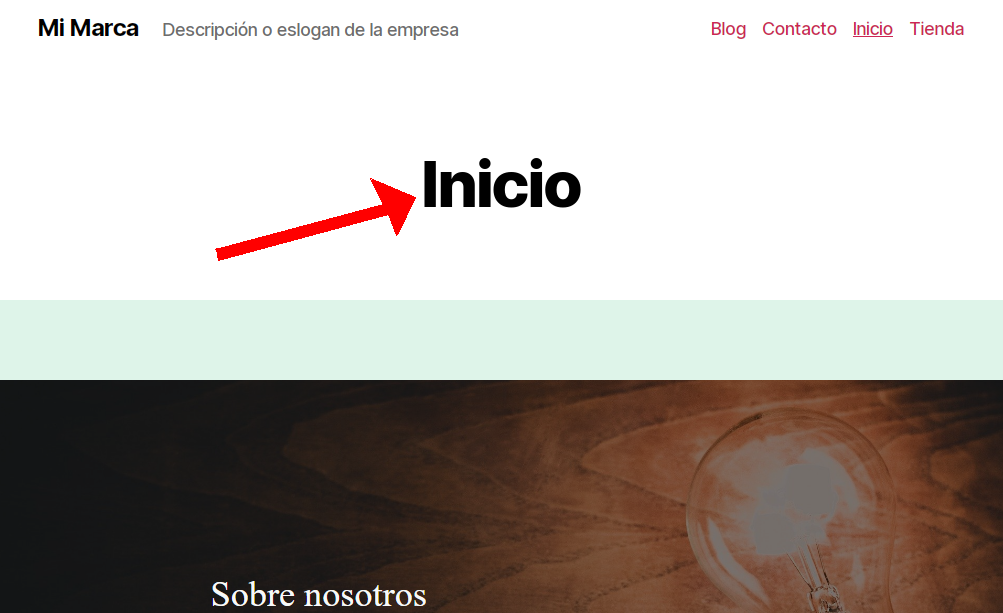 Mi Marca Descripción o eslogan de la empresa Blog Contacto Inicio Tienda
Inicio
Sobre nosotros